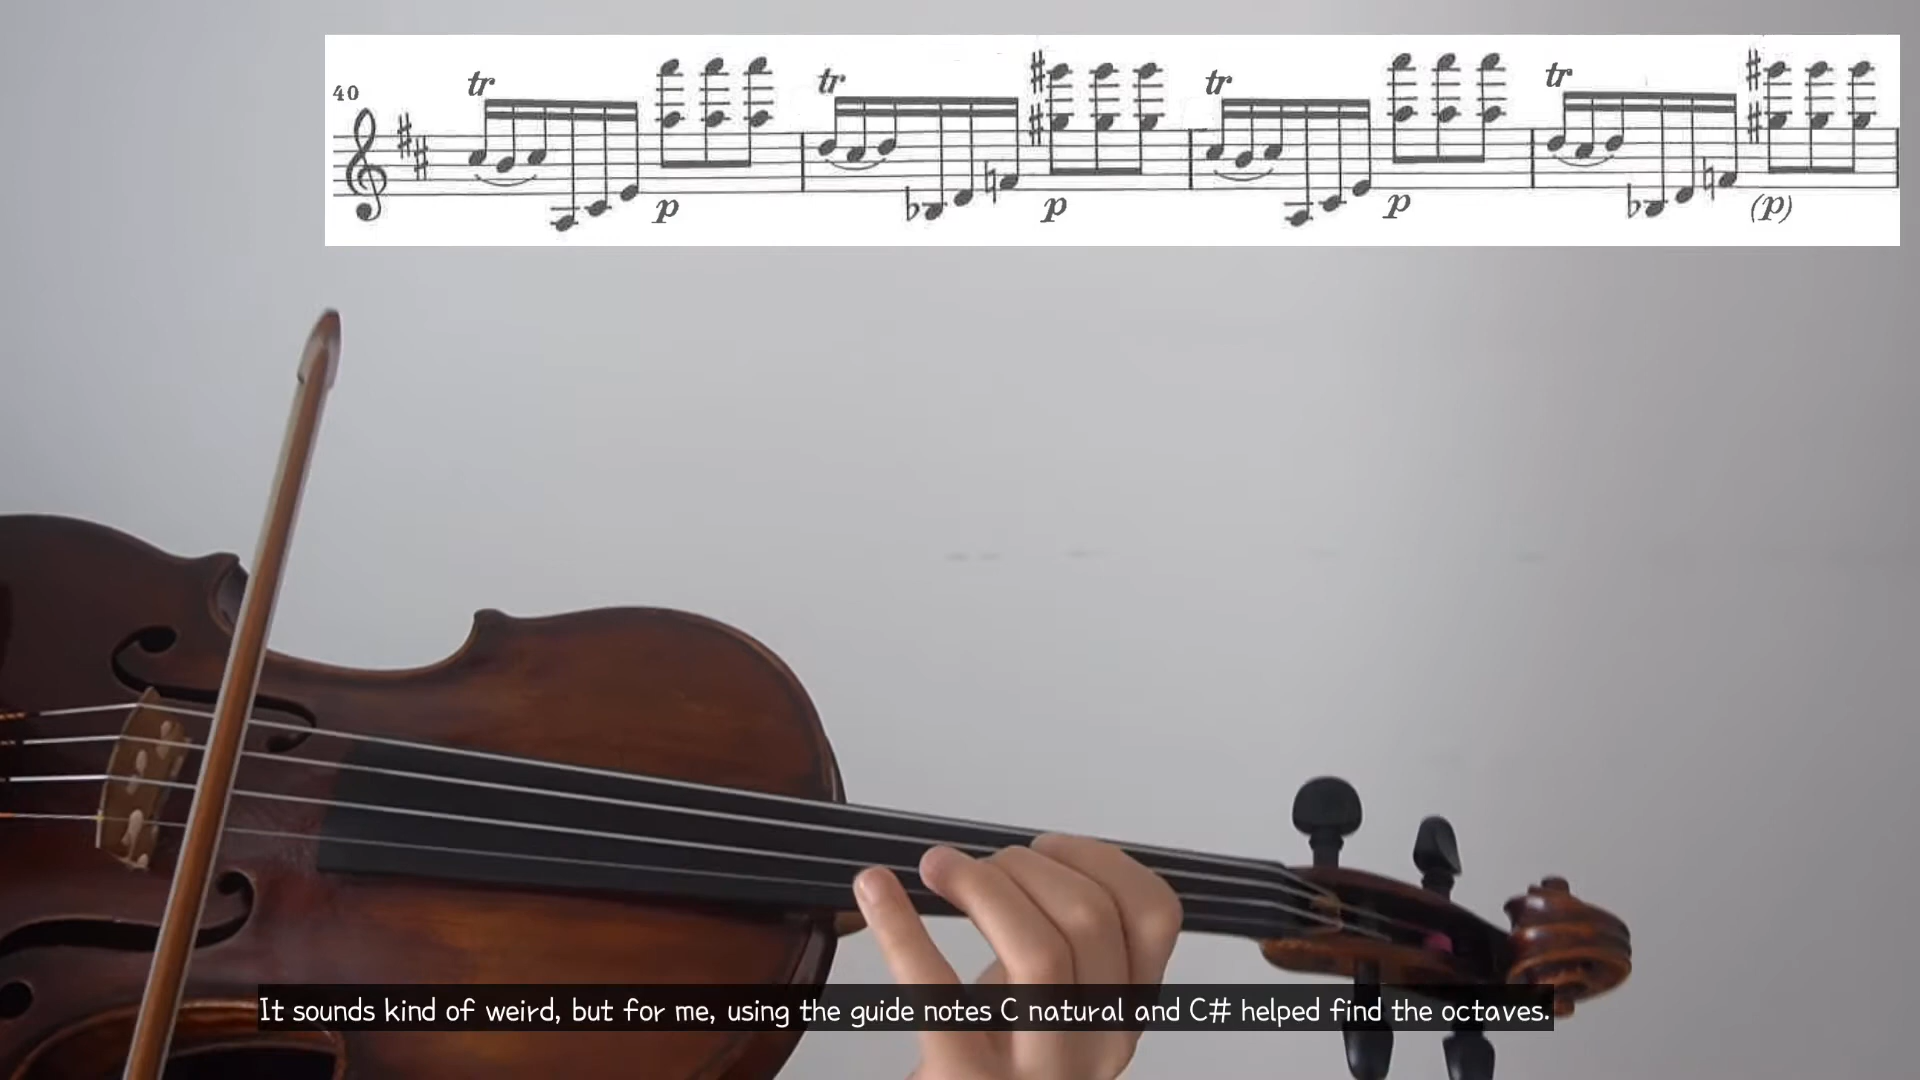 40
tr tr tr tr
p p p (p)
It sounds kind of weird, but for me, using the guide notes C natural and C# helped find the octaves.